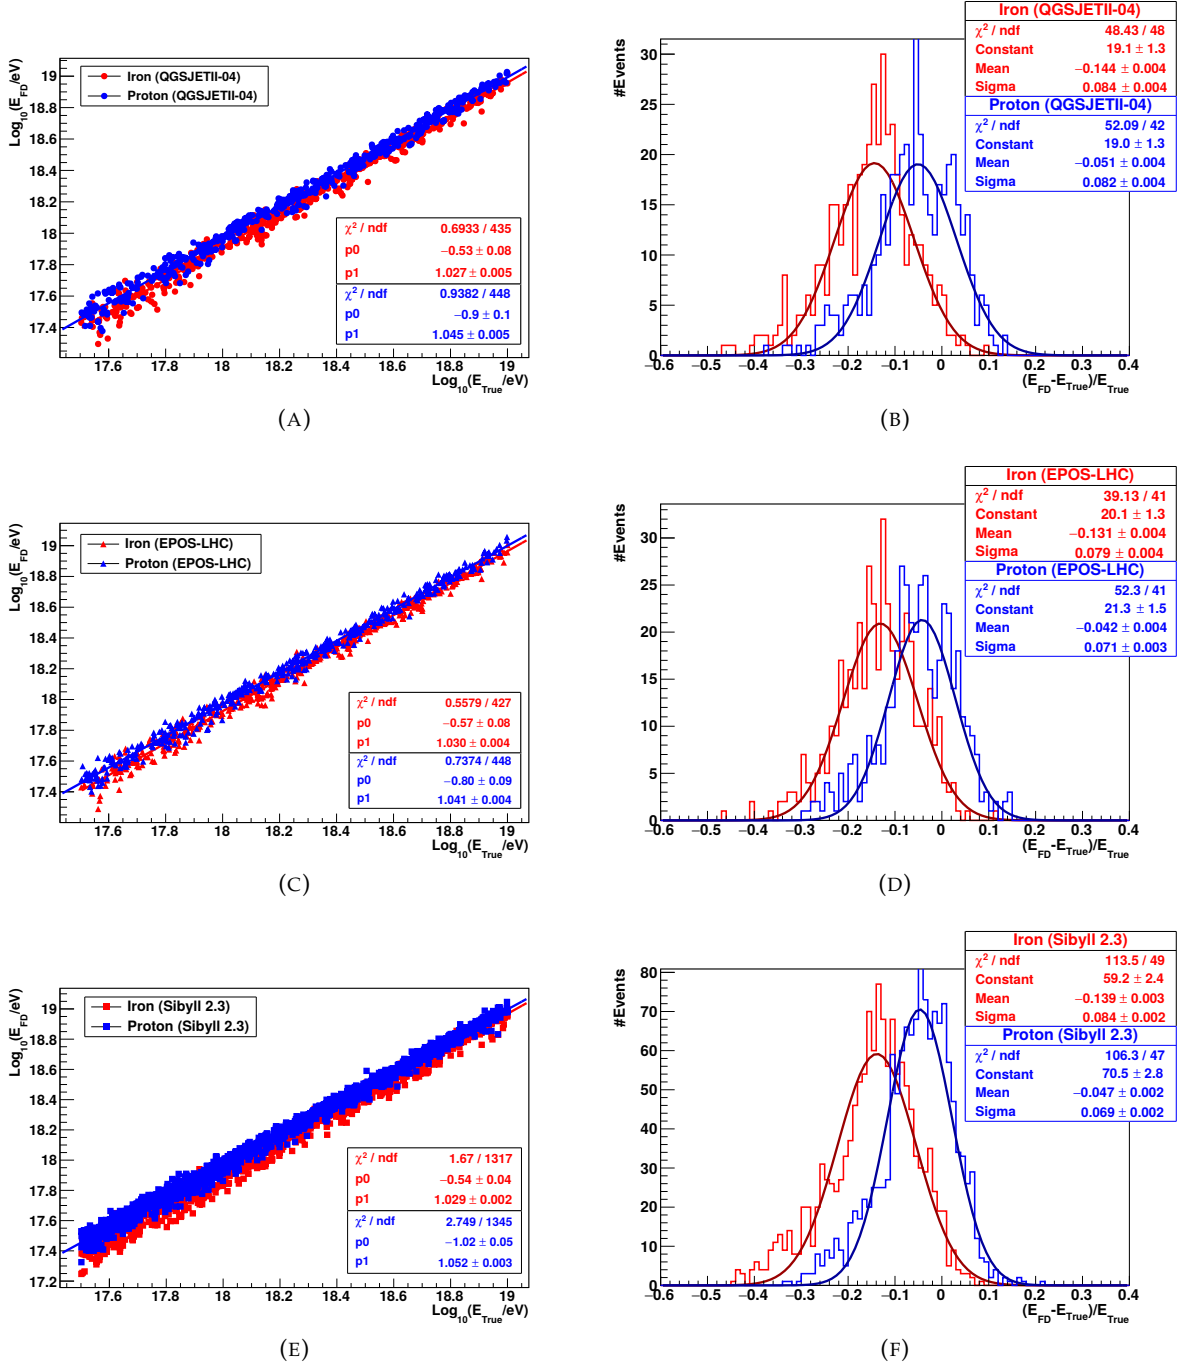 Iron (QGSJETII-04)
χ² / ndf 48.43 / 48
Constant 19.1 ± 1.3
Mean −0.144 ± 0.004
Sigma 0.084 ± 0.004
Proton (QGSJETII-04)
χ² / ndf 52.09 / 42
Constant 19.0 ± 1.3
Mean −0.051 ± 0.004
Sigma 0.082 ± 0.004
Log₁₀(E_FD/eV)
19
18.8
18.6
18.4
18.2
18
17.8
17.6
17.4
Iron (QGSJETII-04)
Proton (QGSJETII-04)
χ² / ndf 0.6933 / 435
p0 −0.53 ± 0.08
p1 1.027 ± 0.005
χ² / ndf 0.9382 / 448
p0 −0.9 ± 0.1
p1 1.045 ± 0.005
17.6 17.8 18 18.2 18.4 18.6 18.8 19
Log₁₀(E_True/eV)
(A)
#Events
30
25
20
15
10
5
0
−0.6 −0.5 −0.4 −0.3 −0.2 −0.1 0 0.1 0.2 0.3 0.4
(E_FD-E_True)/E_True
(B)
Iron (EPOS-LHC)
χ² / ndf 39.13 / 41
Constant 20.1 ± 1.3
Mean −0.131 ± 0.004
Sigma 0.079 ± 0.004
Proton (EPOS-LHC)
χ² / ndf 52.3 / 41
Constant 21.3 ± 1.5
Mean −0.042 ± 0.004
Sigma 0.071 ± 0.003
Log₁₀(E_FD/eV)
19
18.8
18.6
18.4
18.2
18
17.8
17.6
17.4
Iron (EPOS-LHC)
Proton (EPOS-LHC)
χ² / ndf 0.5579 / 427
p0 −0.57 ± 0.08
p1 1.030 ± 0.004
χ² / ndf 0.7374 / 448
p0 −0.80 ± 0.09
p1 1.041 ± 0.004
17.6 17.8 18 18.2 18.4 18.6 18.8 19
Log₁₀(E_True/eV)
(C)
#Events
30
25
20
15
10
5
0
−0.6 −0.5 −0.4 −0.3 −0.2 −0.1 0 0.1 0.2 0.3 0.4
(E_FD-E_True)/E_True
(D)
Iron (Sibyll 2.3)
χ² / ndf 113.5 / 49
Constant 59.2 ± 2.4
Mean −0.139 ± 0.003
Sigma 0.084 ± 0.002
Proton (Sibyll 2.3)
χ² / ndf 106.3 / 47
Constant 70.5 ± 2.8
Mean −0.047 ± 0.002
Sigma 0.069 ± 0.002
Log₁₀(E_FD/eV)
19
18.8
18.6
18.4
18.2
18
17.8
17.6
17.4
17.2
Iron (Sibyll 2.3)
Proton (Sibyll 2.3)
χ² / ndf 1.67 / 1317
p0 −0.54 ± 0.04
p1 1.029 ± 0.002
χ² / ndf 2.749 / 1345
p0 −1.02 ± 0.05
p1 1.052 ± 0.003
17.6 17.8 18 18.2 18.4 18.6 18.8 19
Log₁₀(E_True/eV)
(E)
#Events
80
70
60
50
40
30
20
10
0
−0.6 −0.5 −0.4 −0.3 −0.2 −0.1 0 0.1 0.2 0.3 0.4
(E_FD-E_True)/E_True
(F)